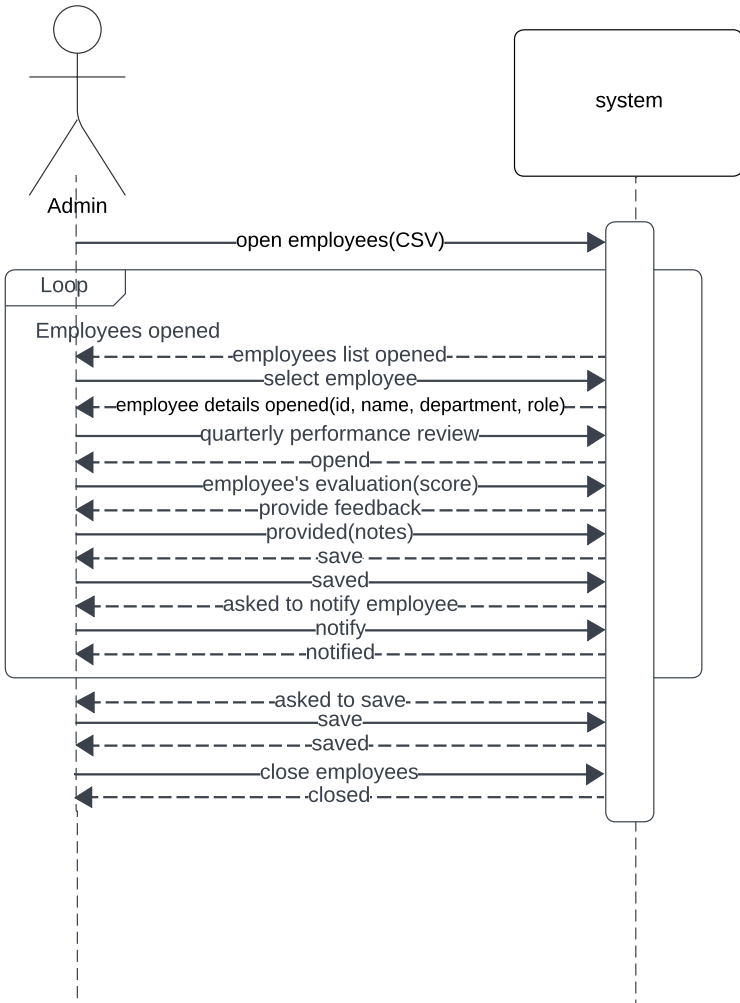 system
Admin
open employees(CSV)
Loop
Employees opened
employees list opened
select employee
employee details opened(id, name, department, role)
quarterly performance review
opend
employee's evaluation(score)
provide feedback
provided(notes)
save
saved
asked to notify employee
notify
notified
asked to save
save
saved
close employees
closed